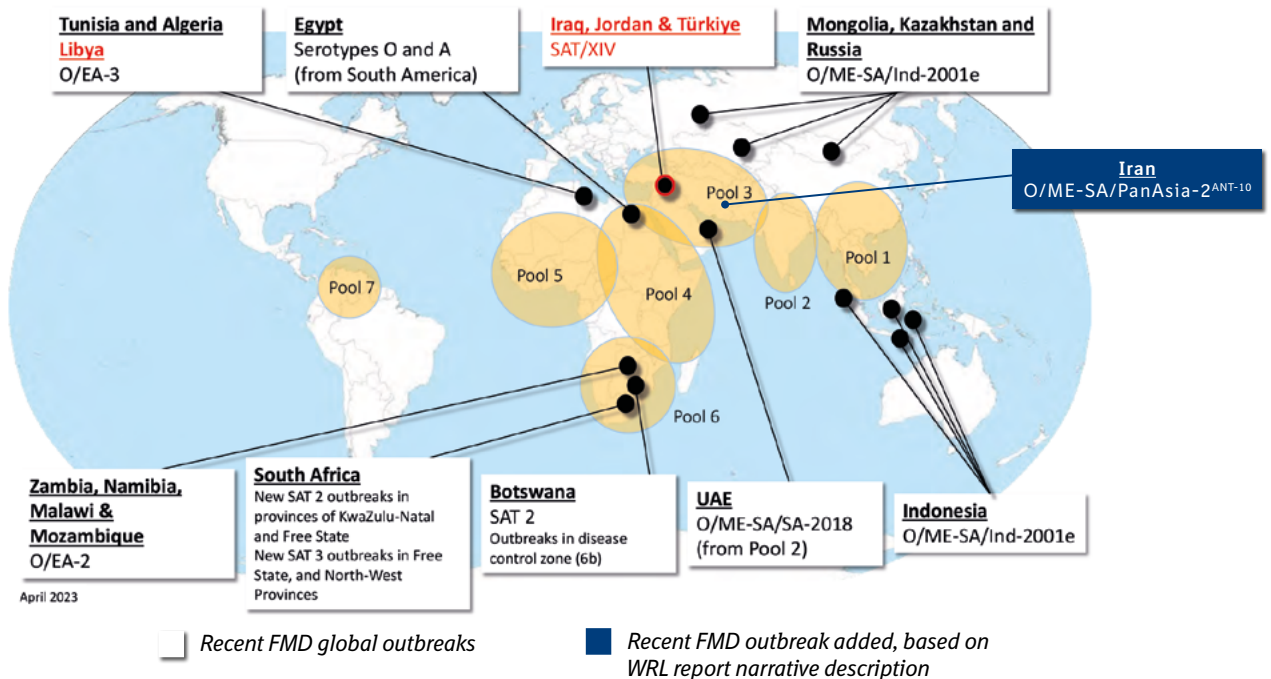 Tunisia and Algeria
Libya
O/EA-3
Egypt
Serotypes O and A
(from South America)
Iraq, Jordan & Türkiye
SAT/XIV
Mongolia, Kazakhstan and
Russia
O/ME-SA/Ind-2001e
Iran
O/ME-SA/PanAsia-2ANT-10
Pool 3
Pool 5
Pool 1
Pool 7
Pool 4
Pool 2
Pool 6
Zambia, Namibia,
Malawi &
Mozambique
O/EA-2
South Africa
New SAT 2 outbreaks in
provinces of KwaZulu-Natal
and Free State
New SAT 3 outbreaks in Free
State, and North-West
Provinces
Botswana
SAT 2
Outbreaks in disease
control zone (6b)
UAE
O/ME-SA/SA-2018
(from Pool 2)
Indonesia
O/ME-SA/Ind-2001e
April 2023
Recent FMD global outbreaks
Recent FMD outbreak added, based on
WRL report narrative description